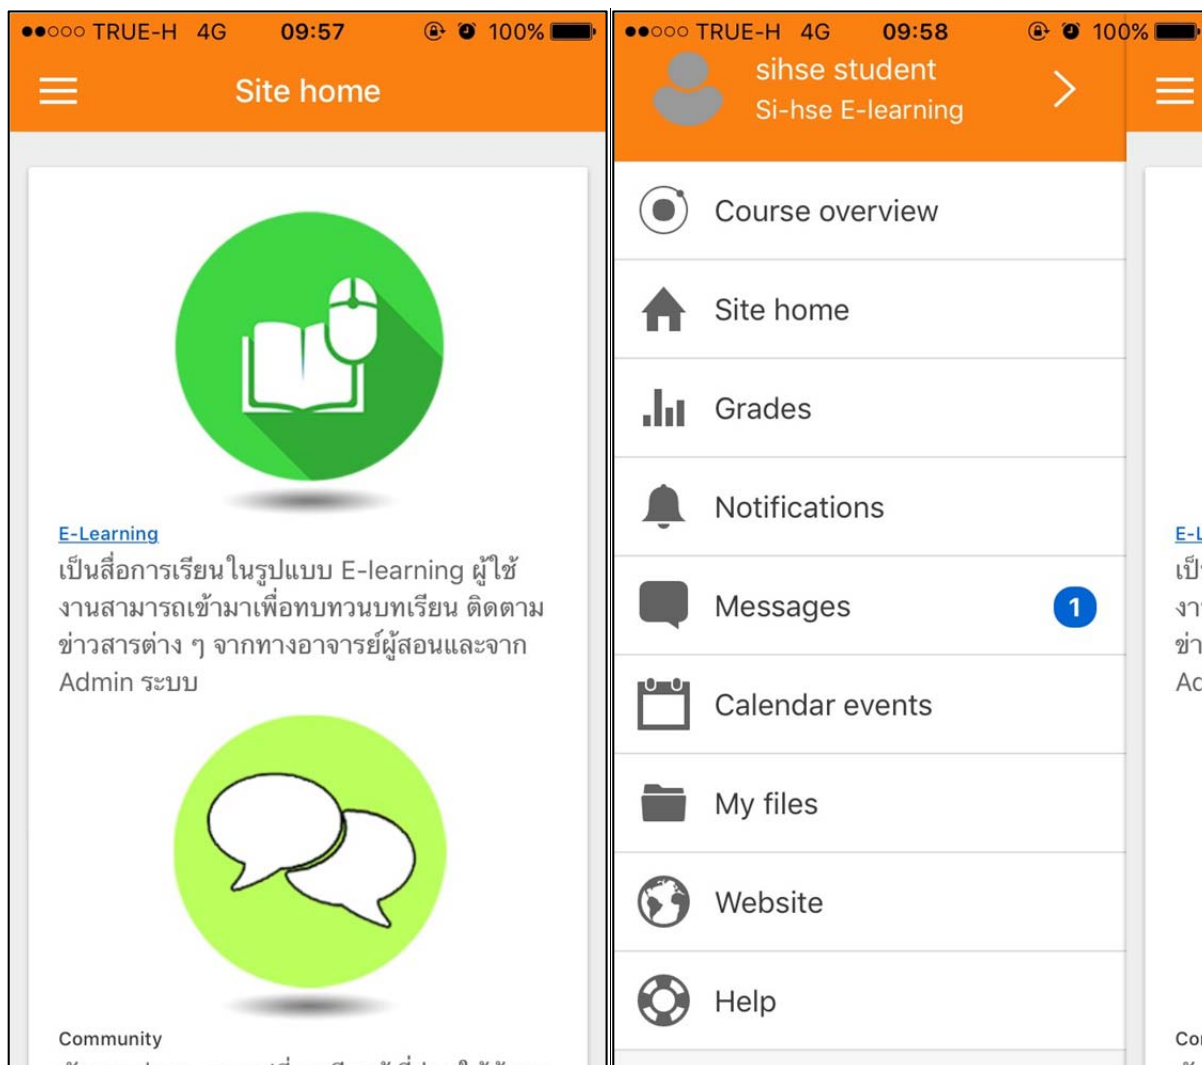 TRUE-H 4G 09:57 100%
Site home
E-Learning
เป็นสื่อการเรียนในรูปแบบ E-learning ผู้ใช้
งานสามารถเข้ามาเพื่อทบทวนบทเรียน ติดตาม
ข่าวสารต่าง ๆ จากทางอาจารย์ผู้สอนและจาก
Admin ระบบ
Community
TRUE-H 4G 09:58 100%
sihse student
Si-hse E-learning
Course overview
Site home
Grades
Notifications
Messages 1
Calendar events
My files
Website
Help